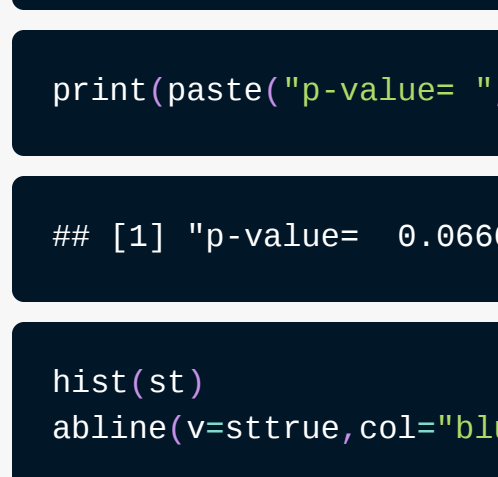 print(paste("p-value= "
## [1] "p-value=  0.066
hist(st)
abline(v=sttrue,col="bl